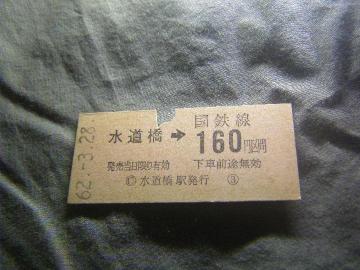 62.-3.28
国鉄線
水道橋 ➔ 160円区間
発売当日限り有効 下車前途無効
水道橋駅発行 ③